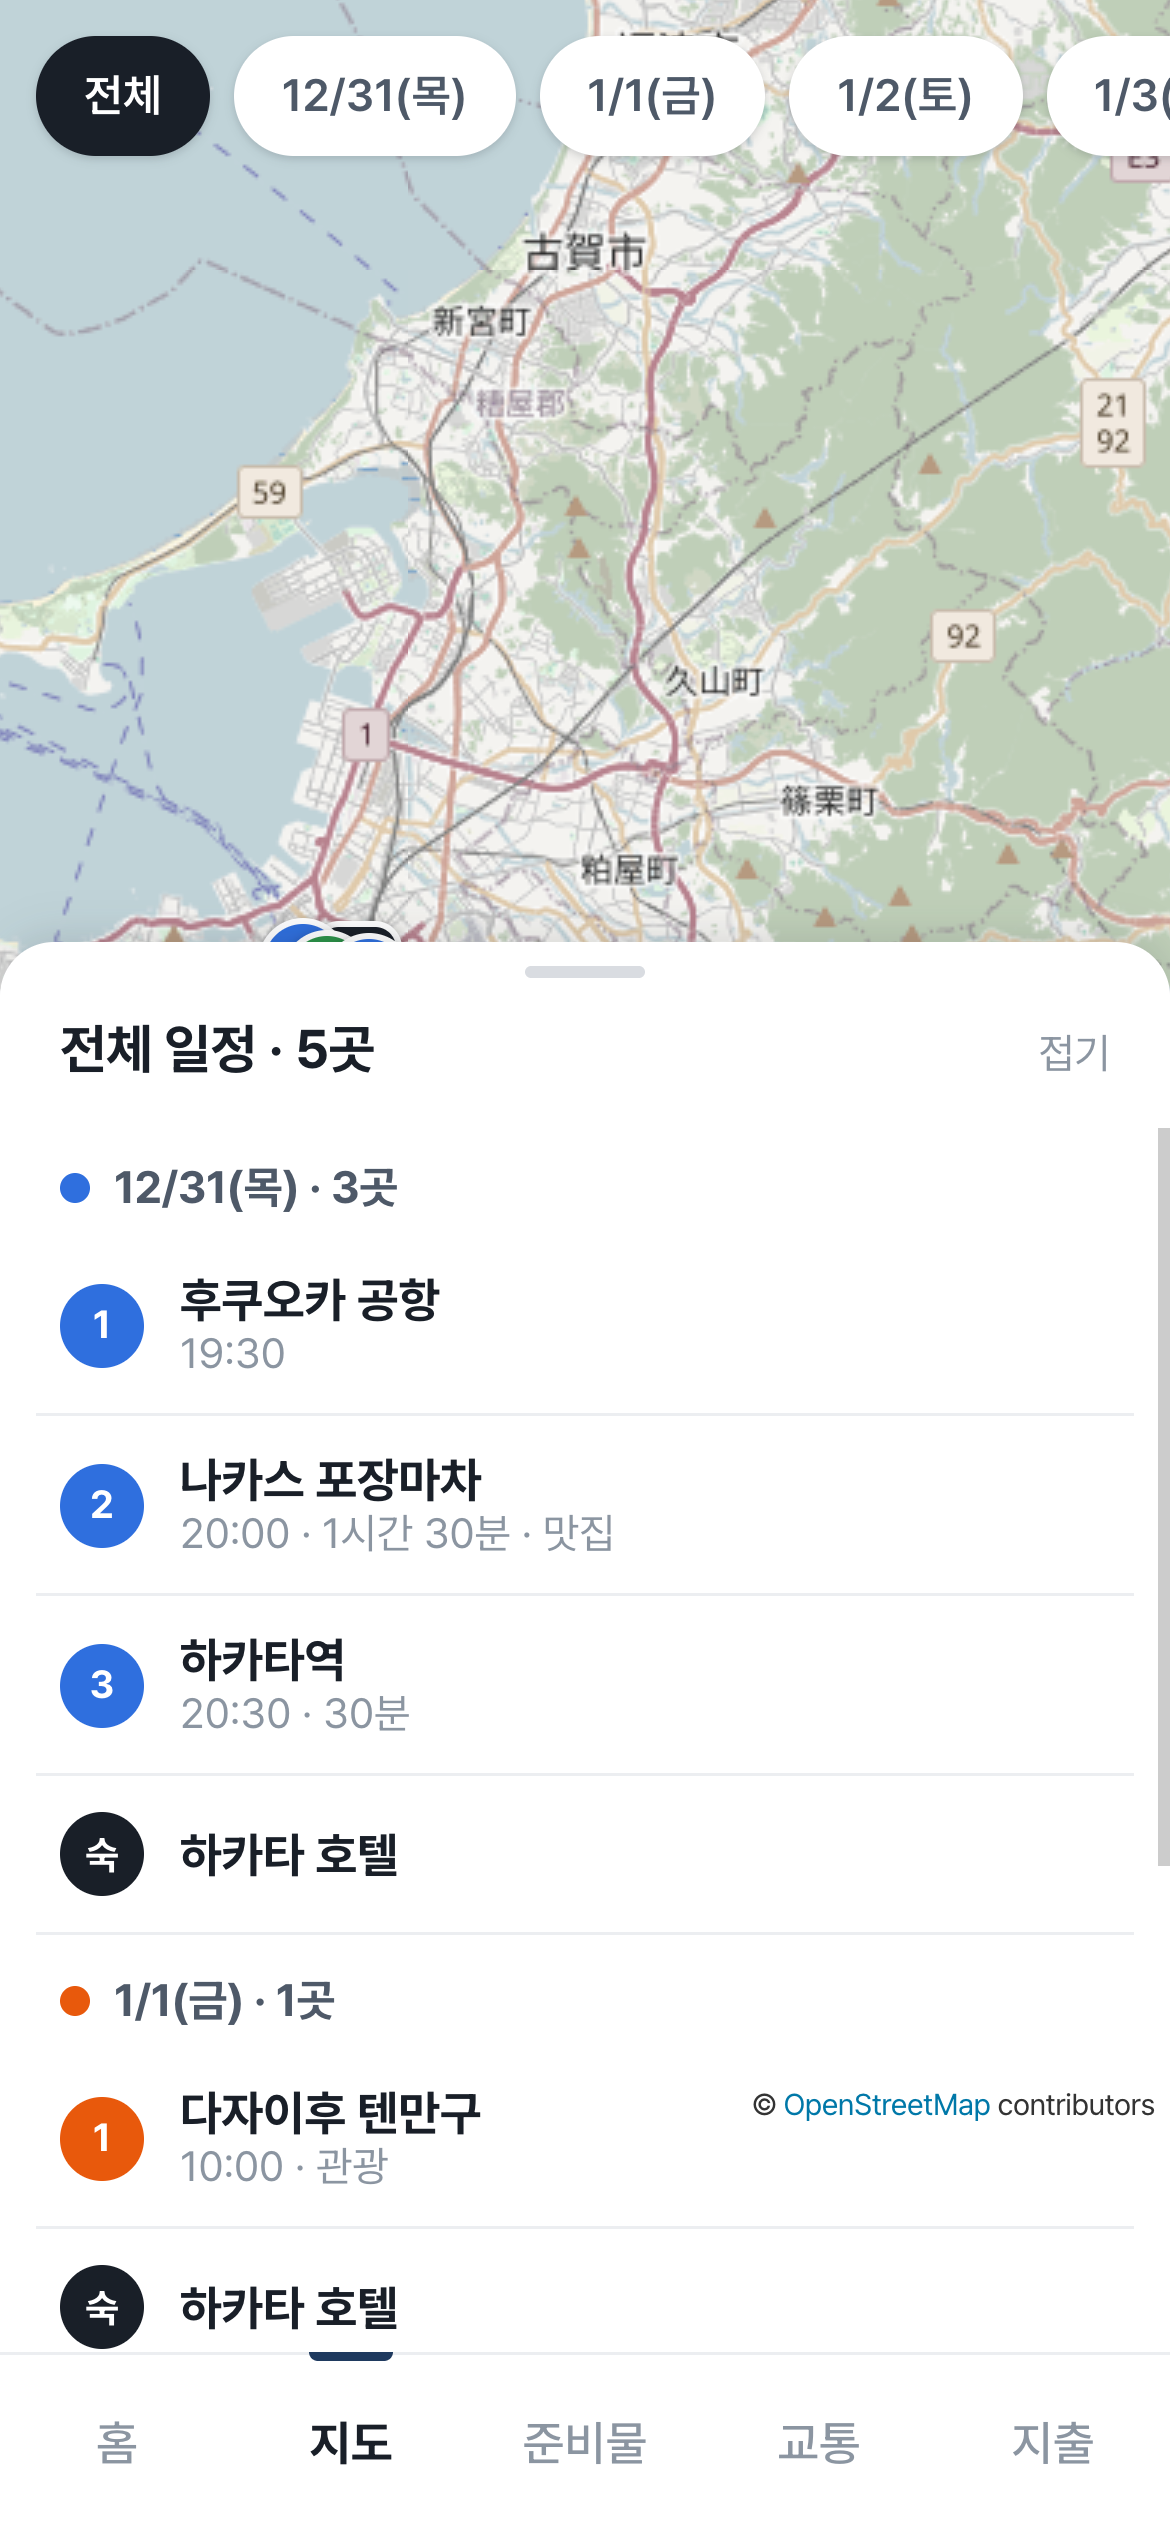 전체
12/31(목)
1/1(금)
1/2(토)
1/3(
E3
古賀市
新宮町
糟屋郡
21
92
59
92
久山町
1
篠栗町
粕屋町
전체 일정 · 5곳
접기
12/31(목) · 3곳
1
후쿠오카 공항
19:30
2
나카스 포장마차
20:00 · 1시간 30분 · 맛집
3
하카타역
20:30 · 30분
숙
하카타 호텔
1/1(금) · 1곳
1
다자이후 텐만구
10:00 · 관광
© OpenStreetMap contributors
숙
하카타 호텔
홈
지도
준비물
교통
지출